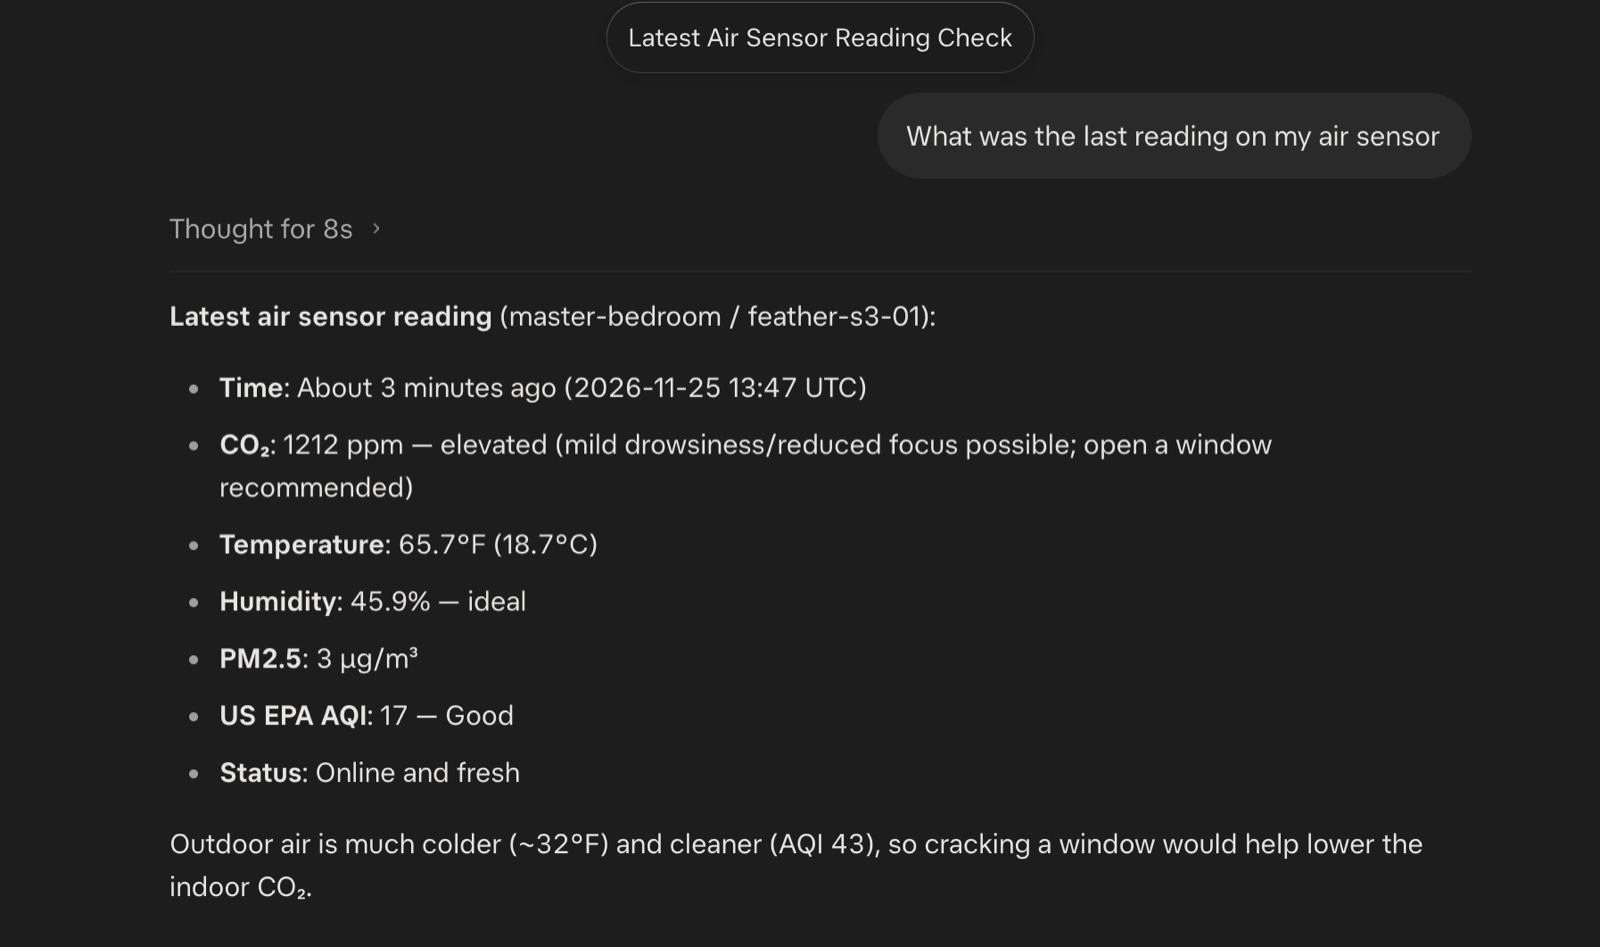 Latest Air Sensor Reading Check
What was the last reading on my air sensor
Thought for 8s ›
Latest air sensor reading (master-bedroom / feather-s3-01):
• Time: About 3 minutes ago (2026-11-25 13:47 UTC)
• CO₂: 1212 ppm — elevated (mild drowsiness/reduced focus possible; open a window
recommended)
• Temperature: 65.7°F (18.7°C)
• Humidity: 45.9% — ideal
• PM2.5: 3 µg/m³
• US EPA AQI: 17 — Good
• Status: Online and fresh
Outdoor air is much colder (~32°F) and cleaner (AQI 43), so cracking a window would help lower the
indoor CO₂.